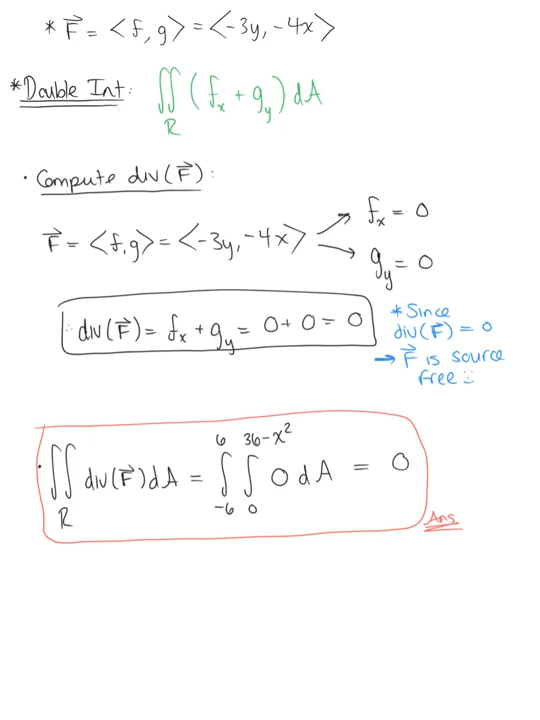 * F⃗ = <f, g> = <-3y, -4x>
*Double Int: ∬_R (f_x + g_y) dA
· Compute div(F⃗):
F⃗ = <f, g> = <-3y, -4x> → f_x = 0
→ g_y = 0
∴ div(F⃗) = f_x + g_y = 0 + 0 = 0
* Since
div(F⃗) = 0
→ F⃗ is source
free :)
· ∬_R div(F⃗) dA = ∫_{-6}^{6} ∫_{0}^{36-x²} 0 dA = 0
Ans